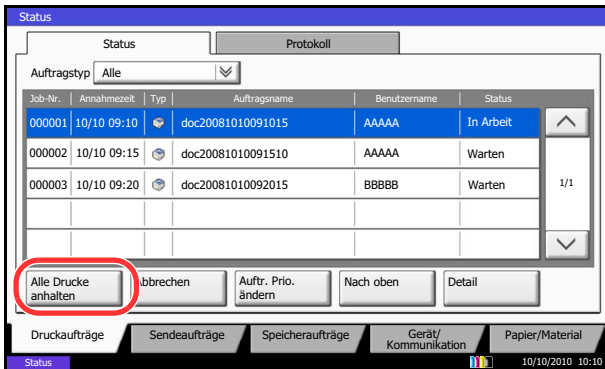 Status
Status Protokoll
Auftragstyp Alle
Job-Nr. Annahmezeit Typ Auftragsname Benutzername Status
000001 10/10 09:10 doc20081010091015 AAAAA In Arbeit
000002 10/10 09:15 doc20081010091510 AAAAA Warten
000003 10/10 09:20 doc20081010092015 BBBBB Warten
1/1
Alle Drucke anhalten Abbrechen Auftr. Prio. ändern Nach oben Detail
Druckaufträge Sendeaufträge Speicheraufträge Gerät/ Kommunikation Papier/Material
Status 10/10/2010 10:10